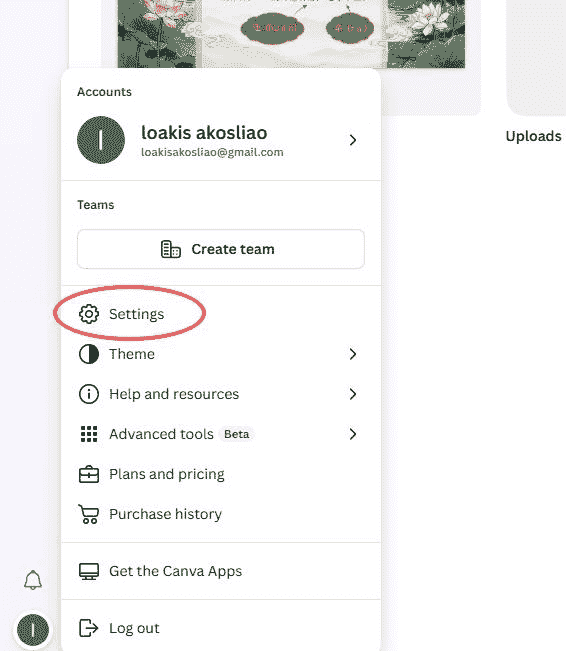 Accounts
I
loakis akosliao
loakisakosliao@gmail.com
Uploads
Teams
Create team
Settings
Theme
Help and resources
Advanced tools Beta
Plans and pricing
Purchase history
Get the Canva Apps
I
Log out